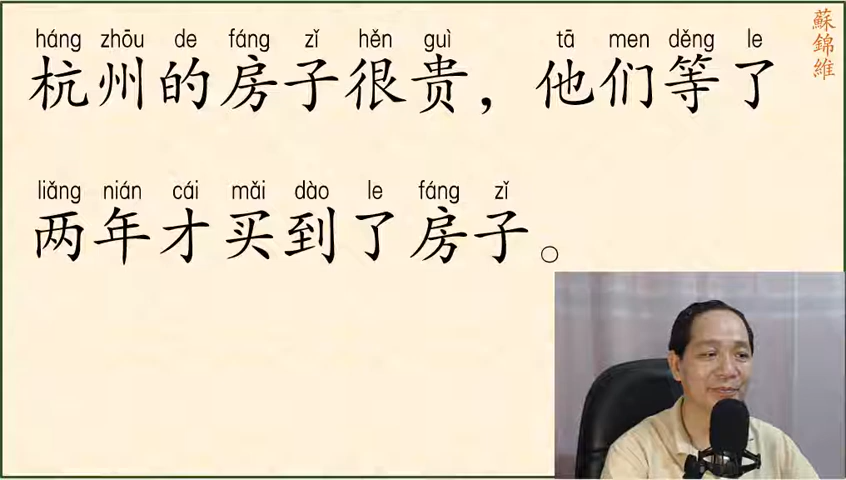 háng zhōu de fáng zǐ hěn guì tā men děng le
杭州的房子很贵，他们等了
liǎng nián cái mǎi dào le fáng zǐ
两年才买到了房子。
蘇錦維